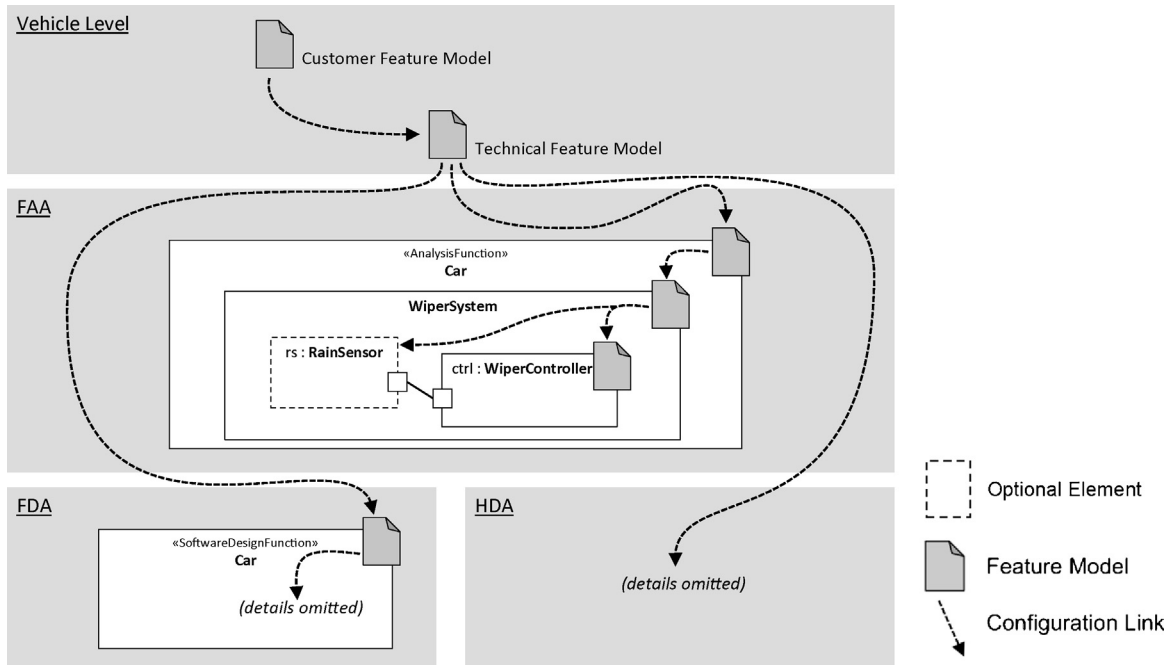 Vehicle Level
Customer Feature Model
Technical Feature Model
FAA
«AnalysisFunction»
Car
WiperSystem
rs : RainSensor
ctrl : WiperController
FDA
«SoftwareDesignFunction»
Car
(details omitted)
HDA
(details omitted)
Optional Element
Feature Model
Configuration Link